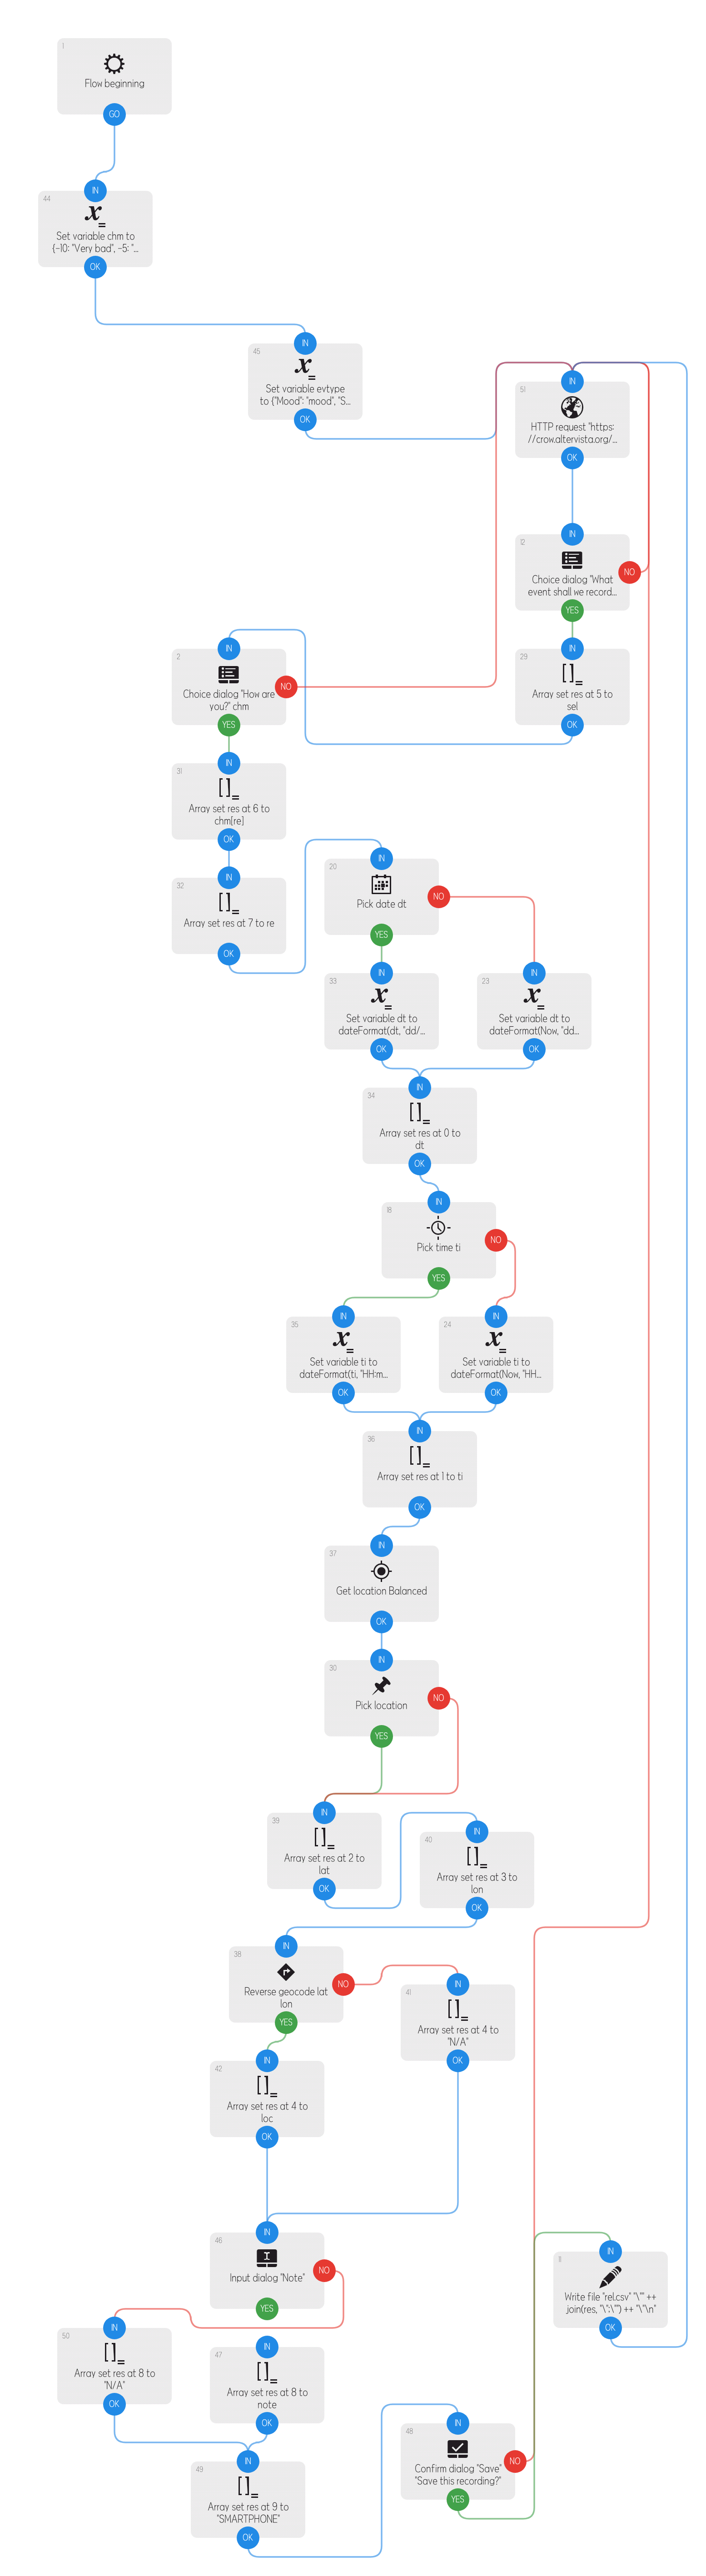 1
Flow beginning
GO
IN
44
Set variable chm to
{-10: "Very bad", -5: "...
OK
IN
45
Set variable evtype
to {"Mood": "mood", "S...
OK
IN
51
HTTP request "https:
//crow.altervista.org/...
OK
IN
12
Choice dialog "What
event shall we record...
NO
YES
IN
2
Choice dialog "How are
you?" chm
NO
YES
IN
29
Array set res at 5 to
sel
OK
IN
31
Array set res at 6 to
chm[re]
OK
IN
32
Array set res at 7 to re
OK
IN
20
Pick date dt
NO
YES
IN
33
Set variable dt to
dateFormat(dt, "dd/...
OK
IN
23
Set variable dt to
dateFormat(Now, "dd...
OK
IN
34
Array set res at 0 to
dt
OK
IN
18
Pick time ti
NO
YES
IN
35
Set variable ti to
dateFormat(ti, "HH:m...
OK
IN
24
Set variable ti to
dateFormat(Now, "HH...
OK
IN
36
Array set res at 1 to ti
OK
IN
37
Get location Balanced
OK
IN
30
Pick location
NO
YES
IN
39
Array set res at 2 to
lat
OK
IN
40
Array set res at 3 to
lon
OK
IN
38
Reverse geocode lat
lon
NO
YES
IN
41
Array set res at 4 to
"N/A"
OK
IN
42
Array set res at 4 to
loc
OK
IN
46
Input dialog "Note"
NO
YES
IN
11
Write file "rel.csv" "\"" ++
join(res, "\";\"") ++ "\"\n"
OK
IN
50
Array set res at 8 to
"N/A"
OK
IN
47
Array set res at 8 to
note
OK
IN
48
Confirm dialog "Save"
"Save this recording?"
NO
YES
IN
49
Array set res at 9 to
"SMARTPHONE"
OK